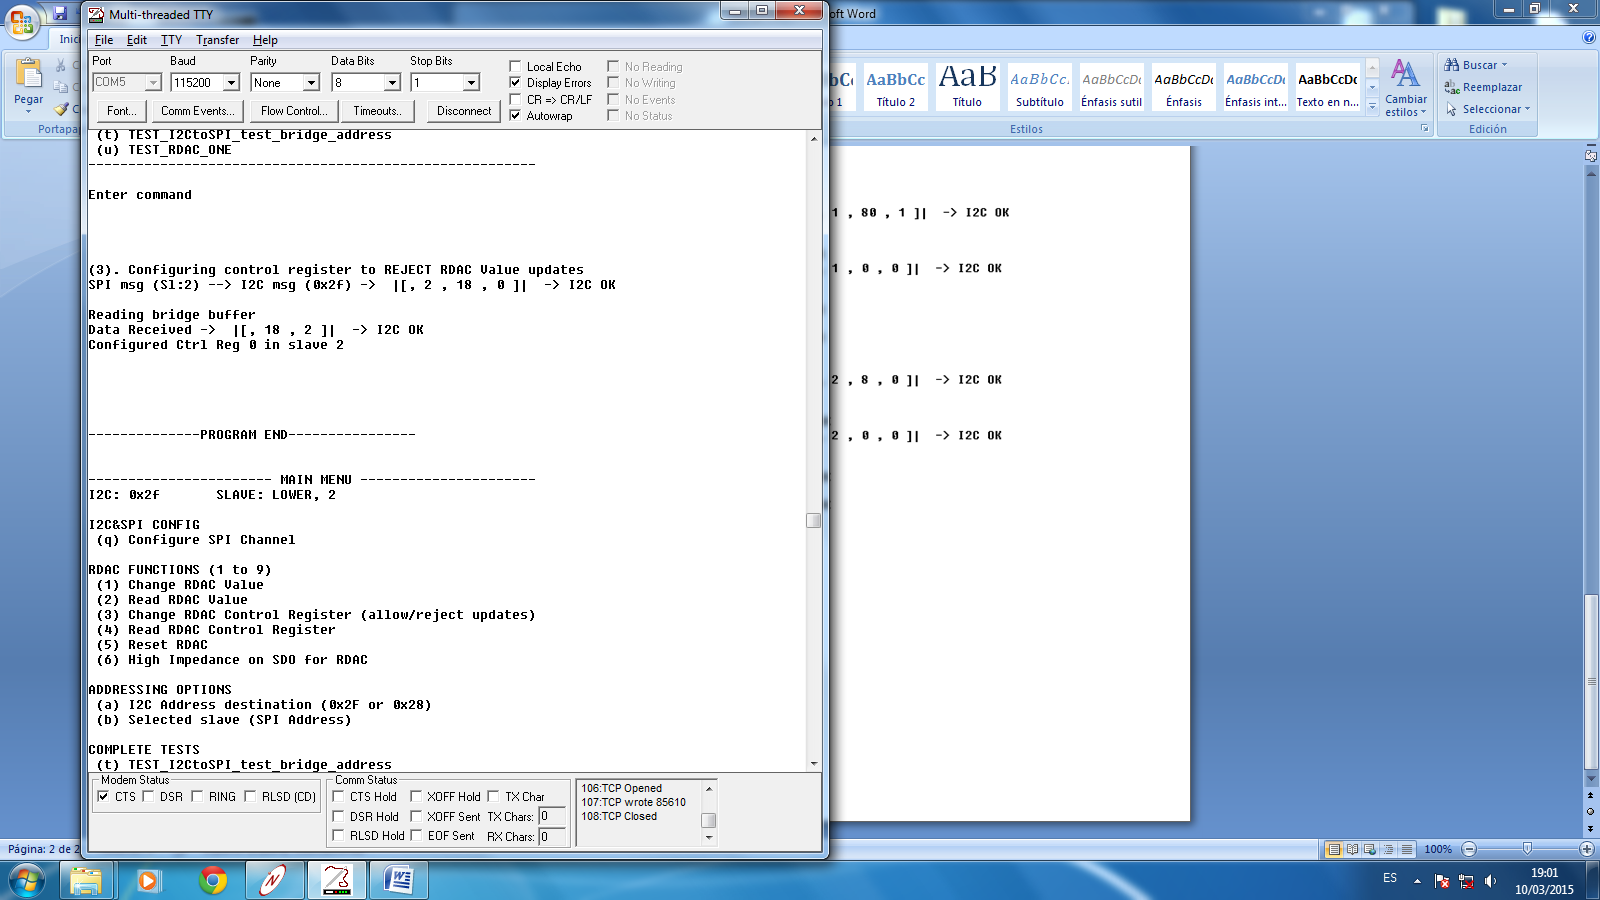 Multi-threaded TTY
File Edit TTY Transfer Help
Port Baud Parity Data Bits Stop Bits
COM5 115200 None 8 1
Local Echo
Display Errors
CR => CR/LF
Autowrap
No Reading
No Writing
No Events
No Status
Font... Comm Events... Flow Control... Timeouts.. Disconnect
(t) TEST_I2CtoSPI_test_bridge_address
(u) TEST_RDAC_ONE
--------------------------------------------------------
Enter command
(3). Configuring control register to REJECT RDAC Value updates
SPI msg (Sl:2) --> I2C msg (0x2f) -> |[, 2 , 18 , 0 ]| -> I2C OK
Reading bridge buffer
Data Received -> |[, 18 , 2 ]| -> I2C OK
Configured Ctrl Reg 0 in slave 2
--------------PROGRAM END----------------
----------------------- MAIN MENU ----------------------
I2C: 0x2f SLAVE: LOWER, 2
I2C&SPI CONFIG
(q) Configure SPI Channel
RDAC FUNCTIONS (1 to 9)
(1) Change RDAC Value
(2) Read RDAC Value
(3) Change RDAC Control Register (allow/reject updates)
(4) Read RDAC Control Register
(5) Reset RDAC
(6) High Impedance on SDO for RDAC
ADDRESSING OPTIONS
(a) I2C Address destination (0x2F or 0x28)
(b) Selected slave (SPI Address)
COMPLETE TESTS
(t) TEST_I2CtoSPI_test_bridge_address
Modem Status
CTS DSR RING RLSD (CD)
Comm Status
CTS Hold XOFF Hold TX Char
DSR Hold XOFF Sent TX Chars: 0
RLSD Hold EOF Sent RX Chars: 0
106:TCP Opened
107:TCP wrote 85610
108:TCP Closed
oft Word
Inici
Pegar
Portapa
AaBbCc AaB AaBbCc. AaBbCcDc AaBbCcDc AaBbCcDc AaBbCcDc
1 Título 2 Título Subtítulo Énfasis sutil Énfasis Énfasis int... Texto en n...
Cambiar
estilos
Estilos
Buscar
Reemplazar
Seleccionar
Edición
1 , 80 , 1 ]| -> I2C OK
1 , 0 , 0 ]| -> I2C OK
2 , 8 , 0 ]| -> I2C OK
2 , 0 , 0 ]| -> I2C OK
Página: 2 de 2
100%
ES
19:01
10/03/2015